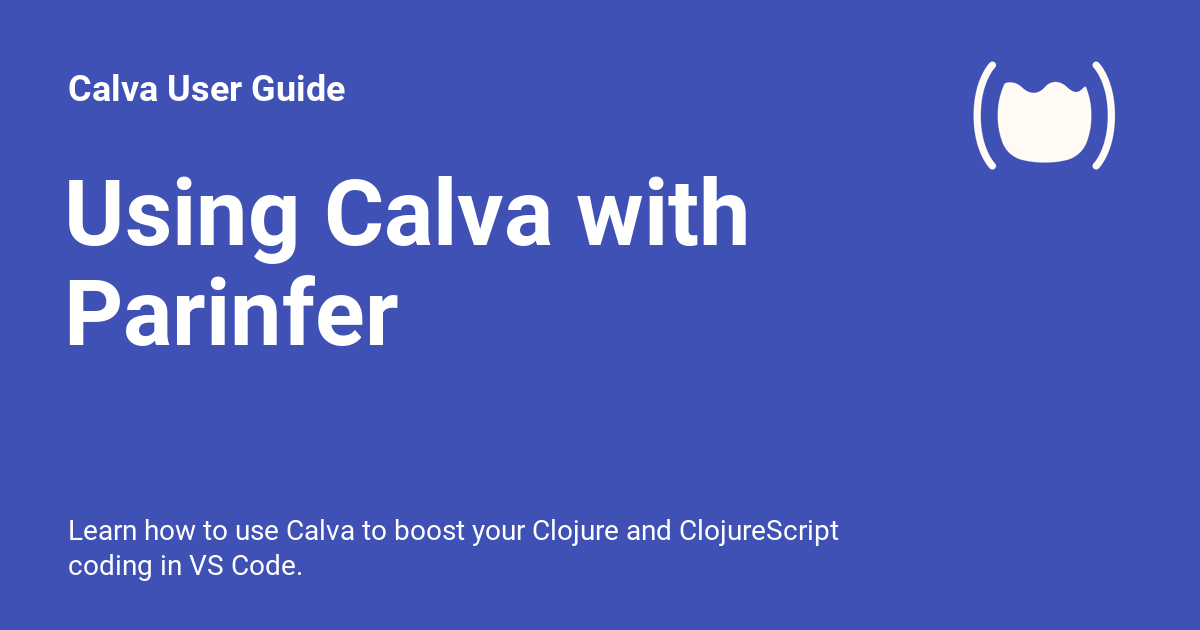 Calva User Guide
Using Calva with
Parinfer
Learn how to use Calva to boost your Clojure and ClojureScript
coding in VS Code.